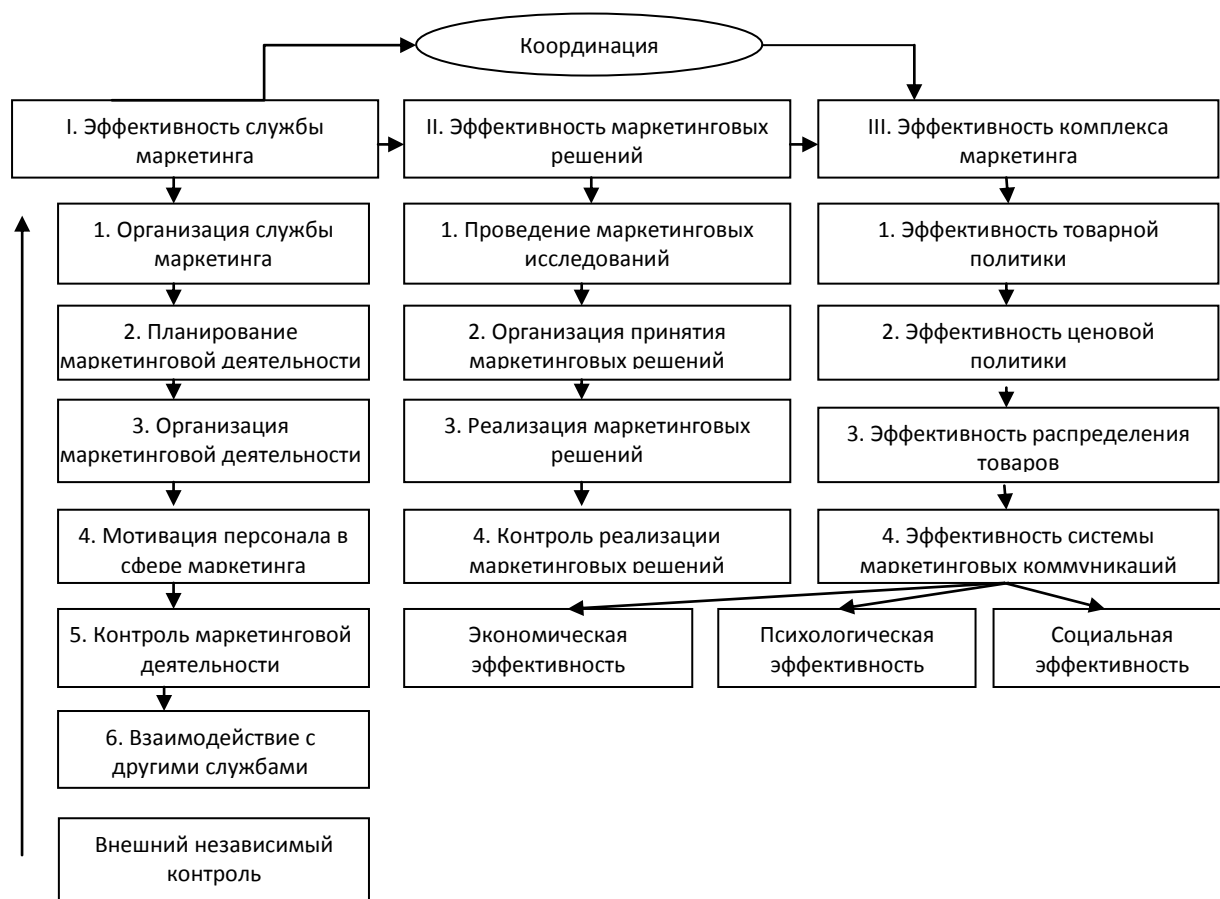 Координация
I. Эффективность службы
маркетинга
II. Эффективность маркетинговых
решений
III. Эффективность комплекса
маркетинга
1. Организация службы
маркетинга
2. Планирование
маркетинговой деятельности
3. Организация
маркетинговой деятельности
4. Мотивация персонала в
сфере маркетинга
5. Контроль маркетинговой
деятельности
6. Взаимодействие с
другими службами
Внешний независимый
контроль
1. Проведение маркетинговых
исследований
2. Организация принятия
маркетинговых решений
3. Реализация маркетинговых
решений
4. Контроль реализации
маркетинговых решений
1. Эффективность товарной
политики
2. Эффективность ценовой
политики
3. Эффективность распределения
товаров
4. Эффективность системы
маркетинговых коммуникаций
Экономическая
эффективность
Психологическая
эффективность
Социальная
эффективность